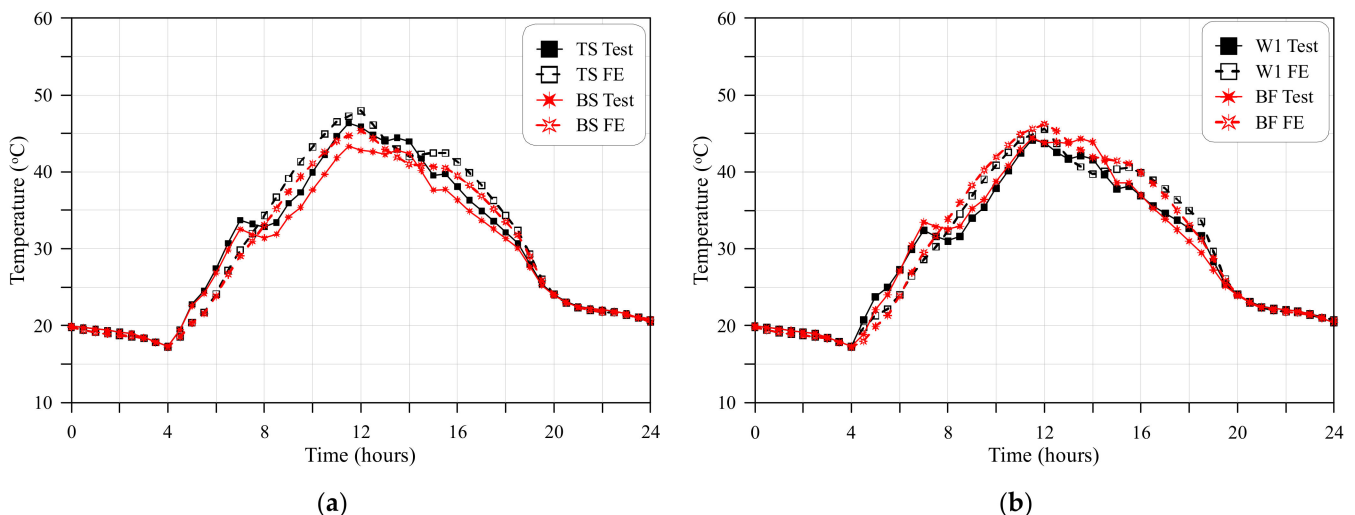 60
50
40
30
20
10
Temperature (°C)
TS Test
TS FE
BS Test
BS FE
0 4 8 12 16 20 24
Time (hours)
(a)
60
50
40
30
20
10
Temperature (°C)
W1 Test
W1 FE
BF Test
BF FE
0 4 8 12 16 20 24
Time (hours)
(b)